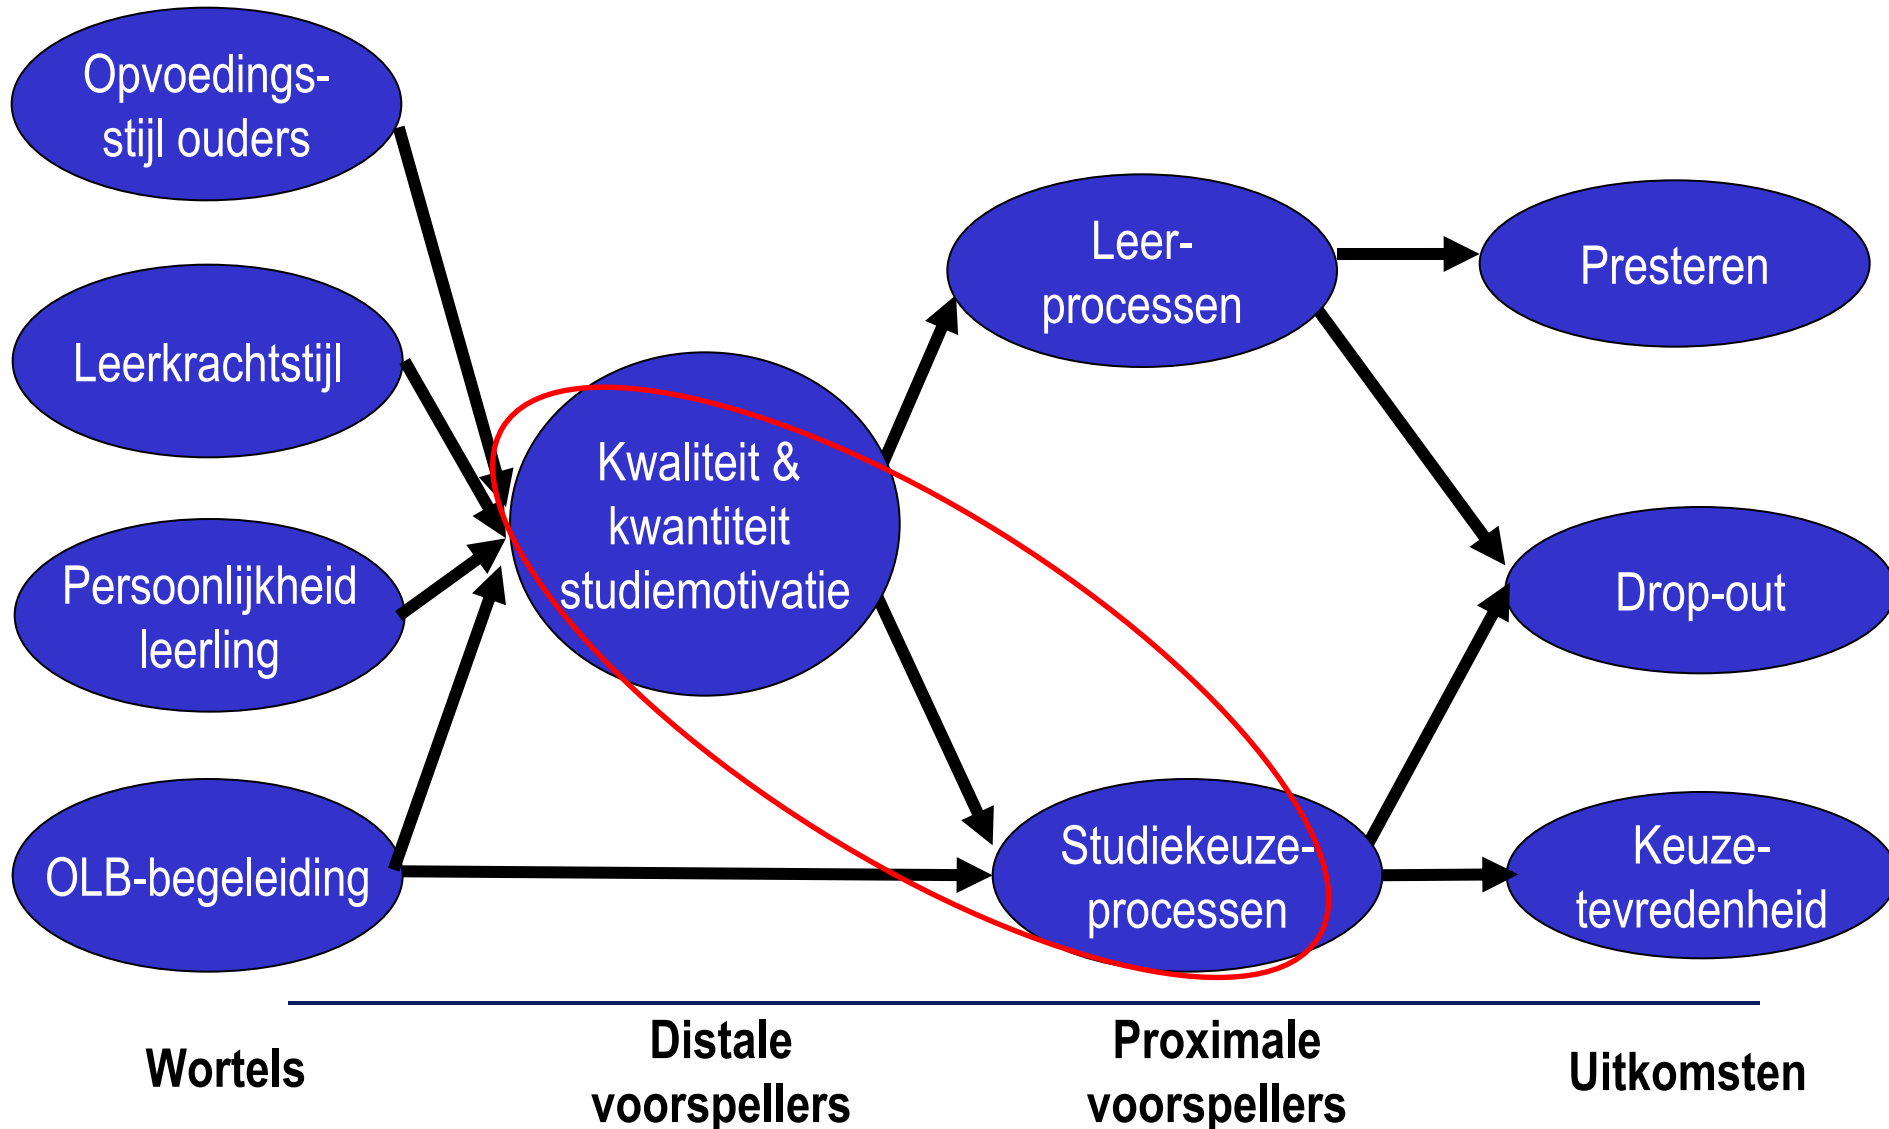 Opvoedings-
stijl ouders
Leerkrachtstijl
Persoonlijkheid
leerling
OLB-begeleiding
Kwaliteit &
kwantiteit
studiemotivatie
Leer-
processen
Studiekeuze-
processen
Presteren
Drop-out
Keuze-
tevredenheid
Wortels
Distale
voorspellers
Proximale
voorspellers
Uitkomsten